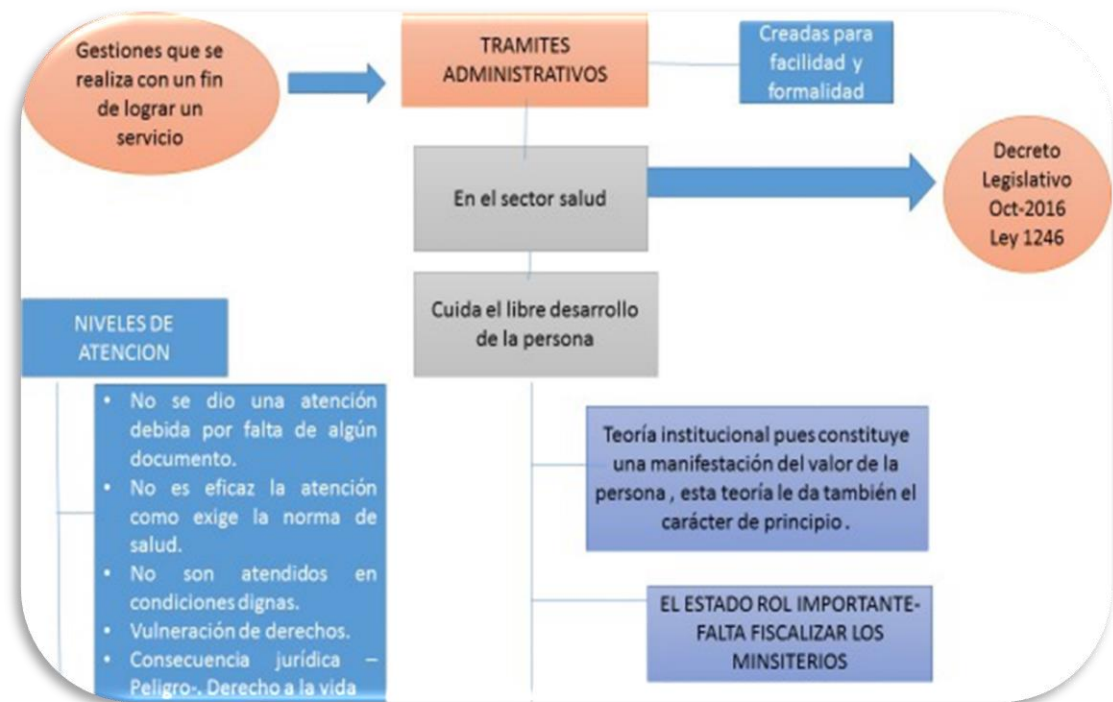 Gestiones que se
realiza con un fin
de lograr un
servicio
TRAMITES
ADMINISTRATIVOS
Creadas para
facilidad y
formalidad
En el sector salud
Decreto
Legislativo
Oct-2016
Ley 1246
Cuida el libre desarrollo
de la persona
NIVELES DE
ATENCION
• No se dio una atención
debida por falta de algún
documento.
• No es eficaz la atención
como exige la norma de
salud.
• No son atendidos en
condiciones dignas.
• Vulneración de derechos.
• Consecuencia jurídica –
Peligro-. Derecho a la vida
Teoría institucional pues constituye
una manifestación del valor de la
persona , esta teoría le da también el
carácter de principio .
EL ESTADO ROL IMPORTANTE-
FALTA FISCALIZAR LOS
MINSITERIOS